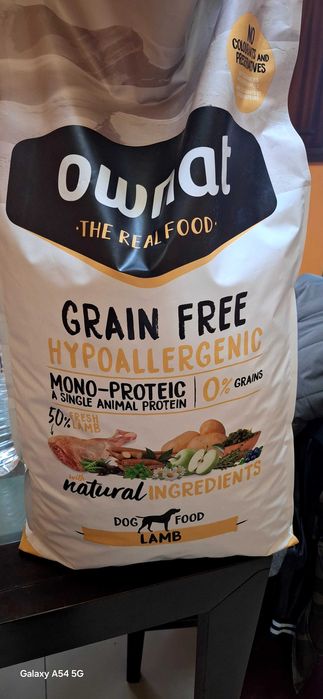 NO
COLORANTS AND
PRESERVATIVES
ownat
·THE REAL FOOD·
GRAIN FREE
HYPOALLERGENIC
MONO-PROTEIC
A SINGLE ANIMAL PROTEIN
0% GRAINS
50% FRESH
LAMB
with natural INGREDIENTS
DOG FOOD
LAMB
Galaxy A54 5G